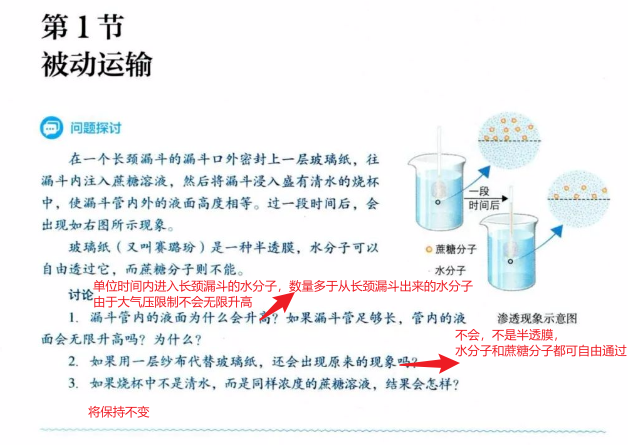 第1节
被动运输
问题探讨
在一个长颈漏斗的漏斗口外密封上一层玻璃纸，往
漏斗内注入蔗糖溶液，然后将漏斗浸入盛有清水的烧杯
中，使漏斗管内外的液面高度相等。过一段时间后，会
出现如右图所示现象。
玻璃纸（又叫赛璐玢）是一种半透膜，水分子可以
自由透过它，而蔗糖分子则不能。
单位时间内进入长颈漏斗的水分子，数量多于从长颈漏斗出来的水分子
讨论
由于大气压限制不会无限升高
1. 漏斗管内的液面为什么会升高？如果漏斗管足够长，管内的液
面会无限升高吗？为什么？
2. 如果用一层纱布代替玻璃纸，还会出现原来的现象吗？
3. 如果烧杯中不是清水，而是同样浓度的蔗糖溶液，结果会怎样？
将保持不变
一段
时间后
蔗糖分子
水分子
渗透现象示意图
不会，不是半透膜，
水分子和蔗糖分子都可自由通过